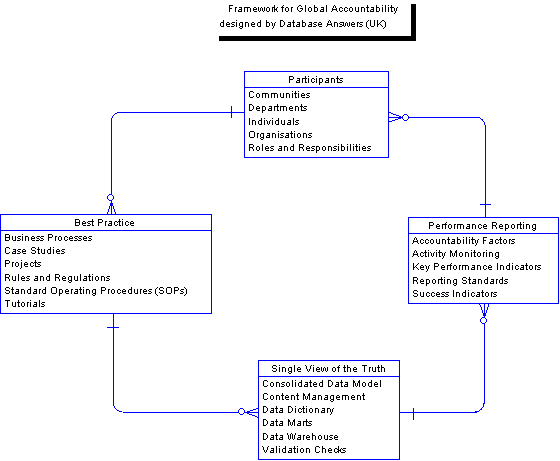 Framework for Global Accountability
designed by Database Answers (UK)
Participants
Communities
Departments
Individuals
Organisations
Roles and Responsibilities
Best Practice
Business Processes
Case Studies
Projects
Rules and Regulations
Standard Operating Procedures (SOPs)
Tutorials
Performance Reporting
Accountability Factors
Activity Monitoring
Key Performance Indicators
Reporting Standards
Success Indicators
Single View of the Truth
Consolidated Data Model
Content Management
Data Dictionary
Data Marts
Data Warehouse
Validation Checks